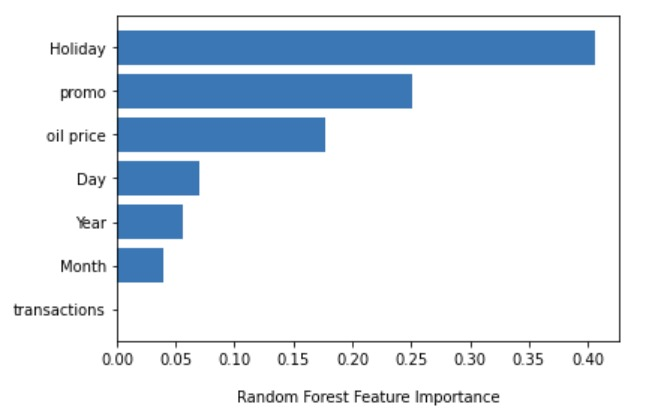 Holiday
promo
oil price
Day
Year
Month
transactions
0.00 0.05 0.10 0.15 0.20 0.25 0.30 0.35 0.40
Random Forest Feature Importance